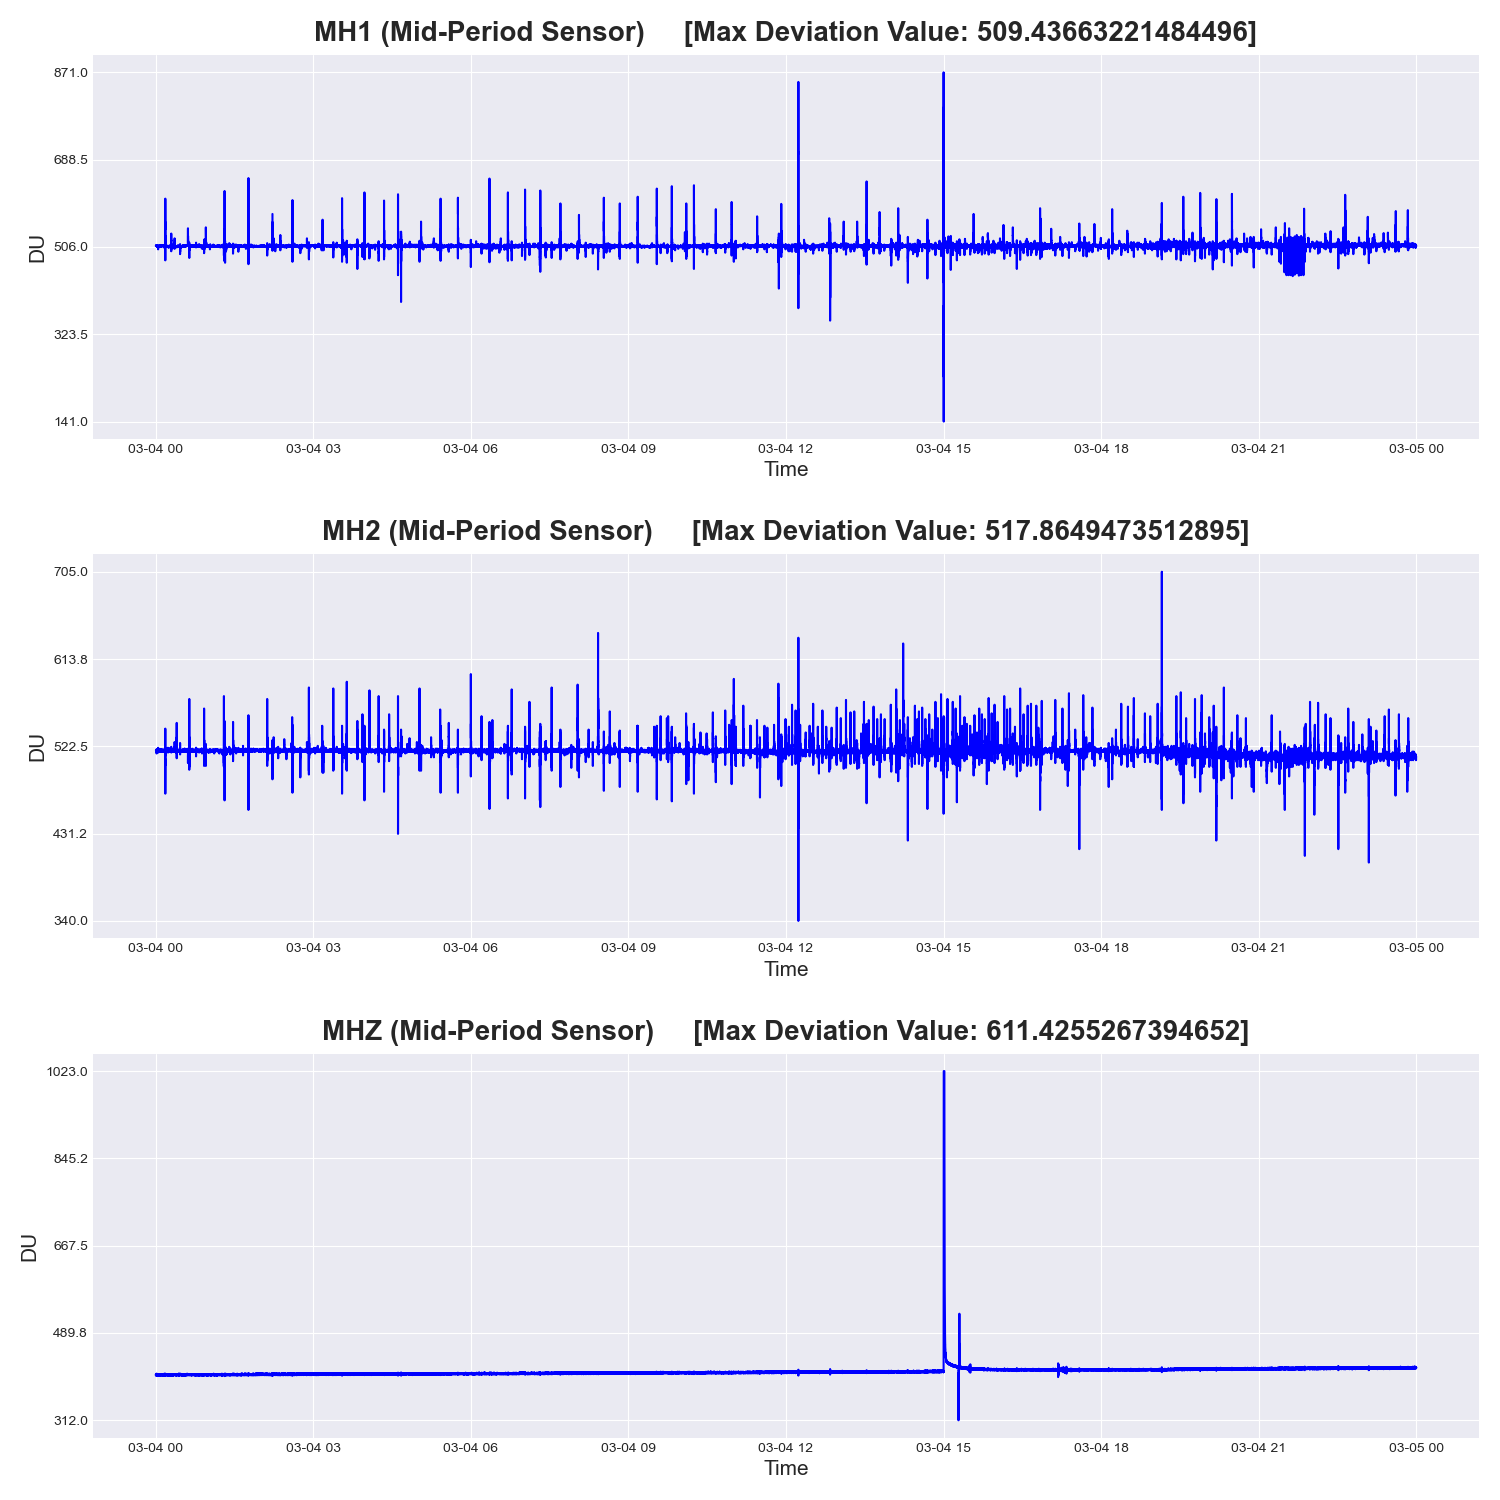 MH1 (Mid-Period Sensor) [Max Deviation Value: 509.43663221484496]
871.0
688.5
506.0
323.5
141.0
DU
03-04 00 03-04 03 03-04 06 03-04 09 03-04 12 03-04 15 03-04 18 03-04 21 03-05 00
Time
MH2 (Mid-Period Sensor) [Max Deviation Value: 517.8649473512895]
705.0
613.8
522.5
431.2
340.0
DU
03-04 00 03-04 03 03-04 06 03-04 09 03-04 12 03-04 15 03-04 18 03-04 21 03-05 00
Time
MHZ (Mid-Period Sensor) [Max Deviation Value: 611.4255267394652]
1023.0
845.2
667.5
489.8
312.0
DU
03-04 00 03-04 03 03-04 06 03-04 09 03-04 12 03-04 15 03-04 18 03-04 21 03-05 00
Time